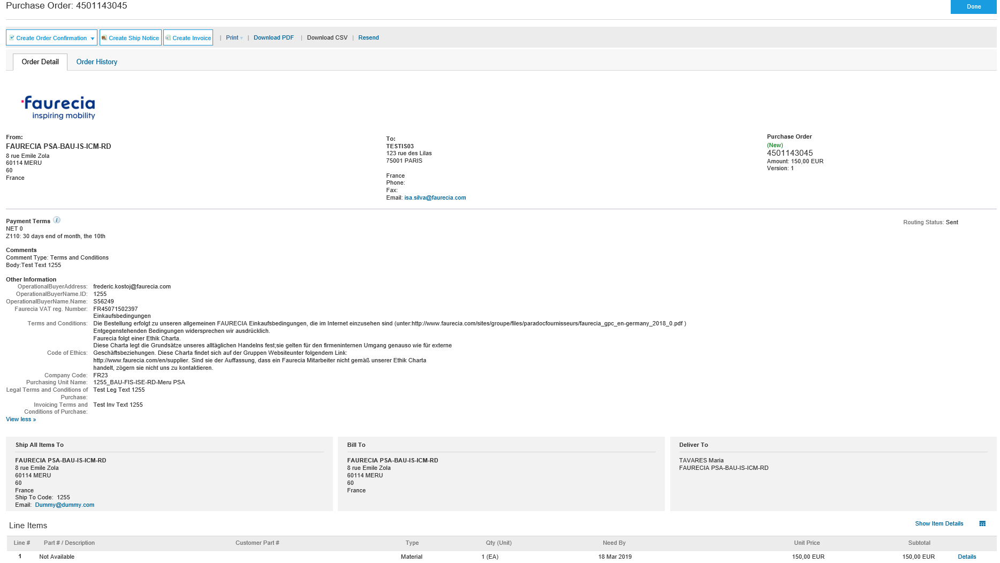 Purchase Order: 4501143045
Done
Create Order Confirmation
Create Ship Notice
Create Invoice
| Print | Download PDF | Download CSV | Resend
Order Detail
Order History
faurecia
inspiring mobility
From:
FAURECIA PSA-BAU-IS-ICM-RD
8 rue Emile Zola
60114 MERU
60
France
To:
TESTIS03
123 rue des Lilas
75001 PARIS
France
Phone:
Fax:
Email: isa.silva@faurecia.com
Purchase Order
(New)
4501143045
Amount: 150,00 EUR
Version: 1
Payment Terms i
NET 0
Z110: 30 days end of month, the 10th
Routing Status: Sent
Comments
Comment Type: Terms and Conditions
Body:Test Text 1255
Other Information
OperationalBuyerAddress: frederic.kostoj@faurecia.com
OperationalBuyerName.ID: 1255
OperationalBuyerName.Name: S56249
Faurecia VAT reg. Number: FR45071502397
Einkaufsbedingungen
Terms and Conditions: Die Bestellung erfolgt zu unseren allgemeinen FAURECIA Einkaufsbedingungen, die im Internet einzusehen sind (unter:http://www.faurecia.com/sites/groupe/files/paradocfournisseurs/faurecia_gpc_en-germany_2018_0.pdf )
Entgegenstehenden Bedingungen widersprechen wir ausdrücklich.
Faurecia folgt einer Ethik Charta.
Diese Charta legt die Grundsätze unseres alltäglichen Handelns fest;sie gelten für den firmeninternen Umgang genauso wie für externe
Code of Ethics: Geschäftsbeziehungen. Diese Charta findet sich auf der Gruppen Websiteunter folgendem Link:
http://www.faurecia.com/en/supplier. Sind sie der Auffassung, dass ein Faurecia Mitarbeiter nicht gemäß unserer Ethik Charta
handelt, zögern sie nicht uns zu kontaktieren.
Company Code: FR23
Purchasing Unit Name: 1255_BAU-FIS-ISE-RD-Meru PSA
Legal Terms and Conditions of Test Leg Text 1255
Purchase:
Invoicing Terms and Test Inv Text 1255
Conditions of Purchase:
View less »
Ship All Items To
FAURECIA PSA-BAU-IS-ICM-RD
8 rue Emile Zola
60114 MERU
60
France
Ship To Code: 1255
Email: Dummy@dummy.com
Bill To
FAURECIA PSA-BAU-IS-ICM-RD
8 rue Emile Zola
60114 MERU
60
France
Deliver To
TAVARES Maria
FAURECIA PSA-BAU-IS-ICM-RD
Line Items
Show Item Details
Line # Part # / Description Customer Part # Type Qty (Unit) Need By Unit Price Subtotal
1 Not Available Material 1 (EA) 18 Mar 2019 150,00 EUR 150,00 EUR Details